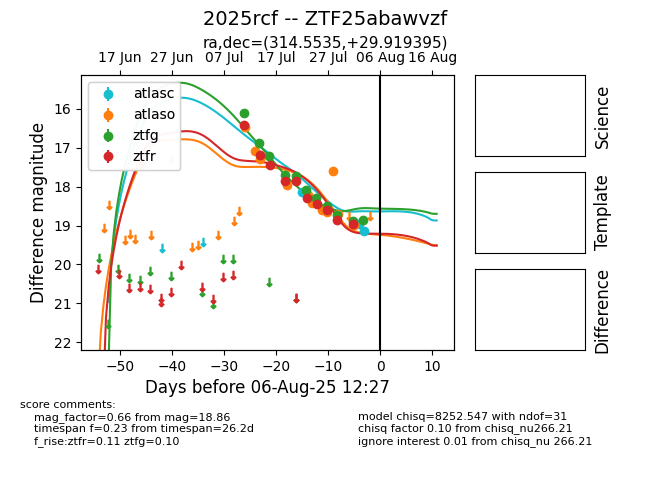 2025rcf -- ZTF25abawvzf
ra,dec=(314.5535,+29.919395)
17 Jun 27 Jun 07 Jul 17 Jul 27 Jul 06 Aug 16 Aug
atlasc
atlaso
ztfg
ztfr
16
17
18
19
20
21
22
Difference magnitude
−50 −40 −30 −20 −10 0 10
Days before 06-Aug-25 12:27
Science
Template
Difference
score comments:
mag_factor=0.66 from mag=18.86
timespan f=0.23 from timespan=26.2d
f_rise:ztfr=0.11 ztfg=0.10
model chisq=8252.547 with ndof=31
chisq factor 0.10 from chisq_nu266.21
ignore interest 0.01 from chisq_nu 266.21